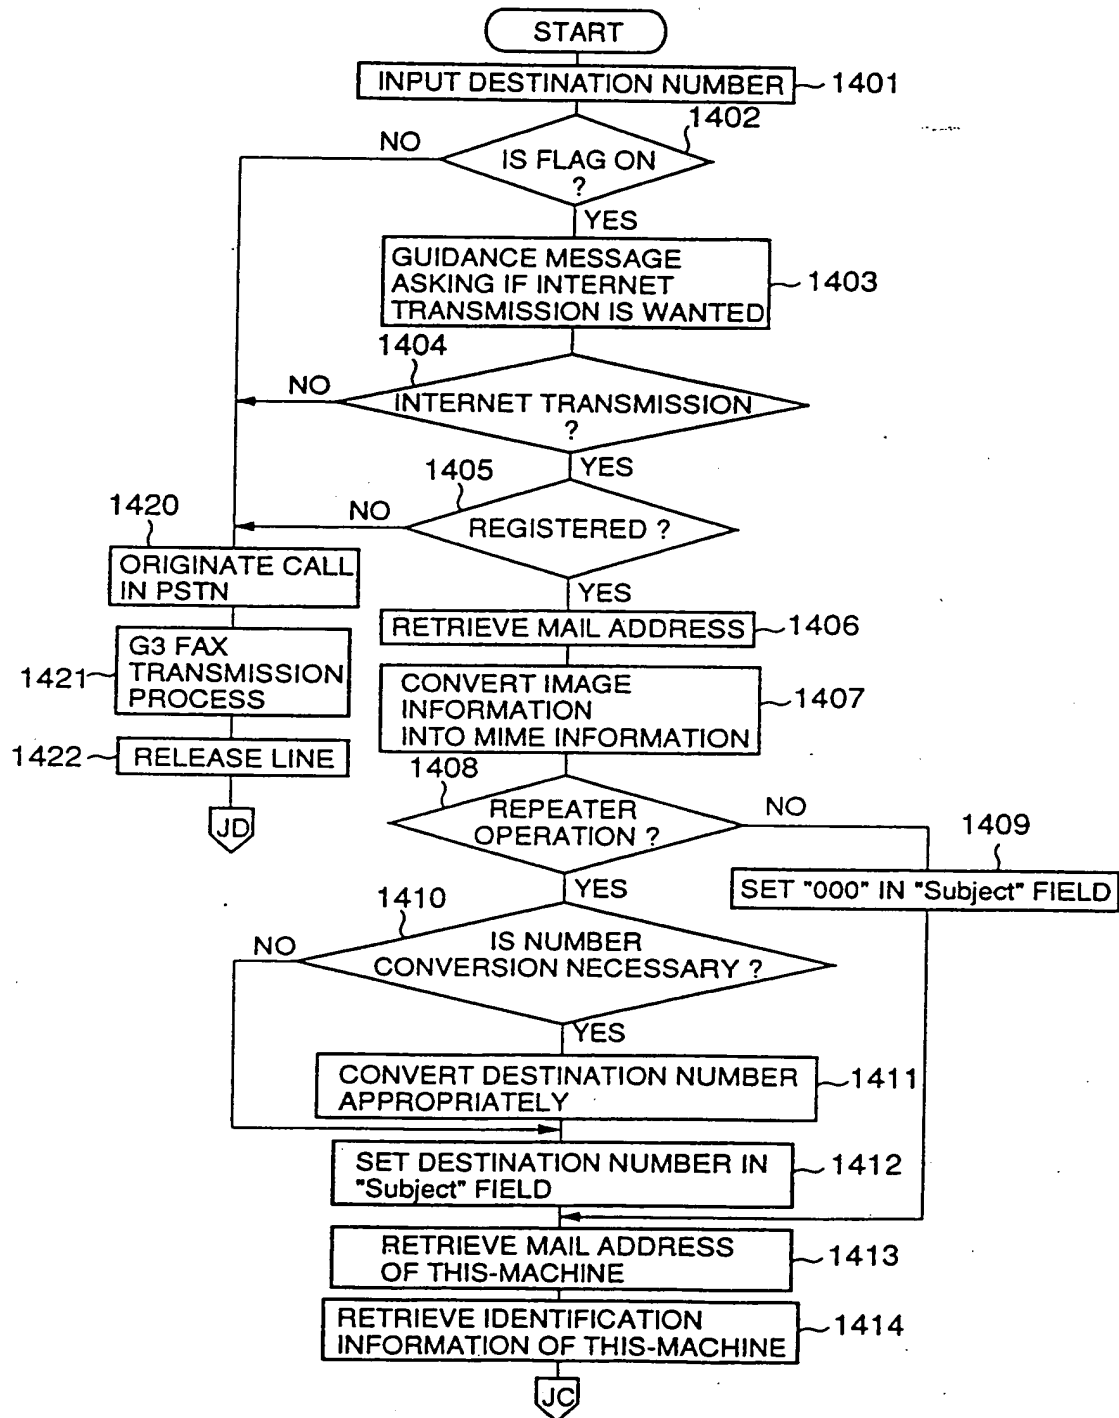 START
INPUT DESTINATION NUMBER
1401
1402
NO
IS FLAG ON
?
YES
GUIDANCE MESSAGE
ASKING IF INTERNET
TRANSMISSION IS WANTED
1403
1404
NO
INTERNET TRANSMISSION
?
YES
1405
NO
REGISTERED ?
YES
1420
ORIGINATE CALL
IN PSTN
RETRIEVE MAIL ADDRESS
1406
G3 FAX
TRANSMISSION
PROCESS
1421
CONVERT IMAGE
INFORMATION
INTO MIME INFORMATION
1407
1422
RELEASE LINE
JD
1408
REPEATER
OPERATION ?
NO
1409
SET "000" IN "Subject" FIELD
YES
1410
NO
IS NUMBER
CONVERSION NECESSARY ?
YES
CONVERT DESTINATION NUMBER
APPROPRIATELY
1411
SET DESTINATION NUMBER IN
"Subject" FIELD
1412
RETRIEVE MAIL ADDRESS
OF THIS-MACHINE
1413
RETRIEVE IDENTIFICATION
INFORMATION OF THIS-MACHINE
1414
JC